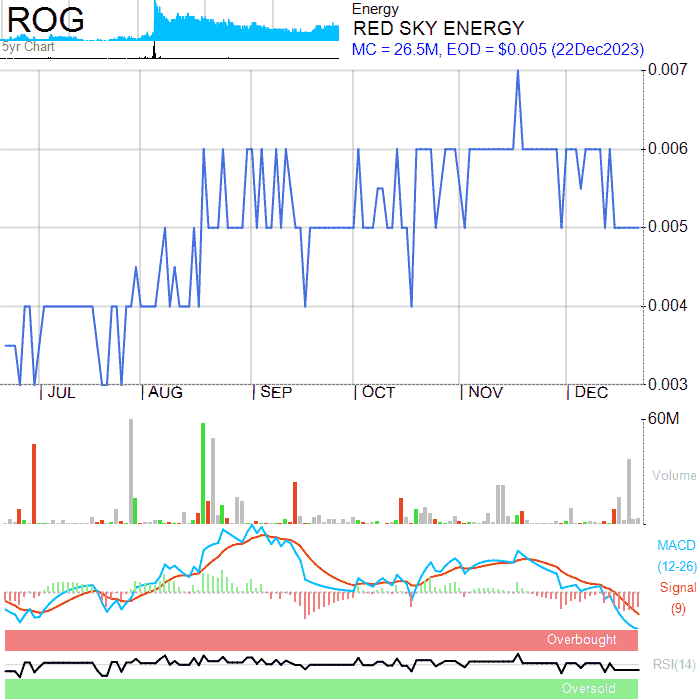 ROG
5yr Chart
Energy
RED SKY ENERGY
MC = 26.5M, EOD = $0.005 (22Dec2023)
0.007
0.006
0.005
0.004
0.003
JUL AUG SEP OCT NOV DEC
60M
Volume
MACD
(12-26)
Signal
(9)
Overbought
RSI(14)
Oversold